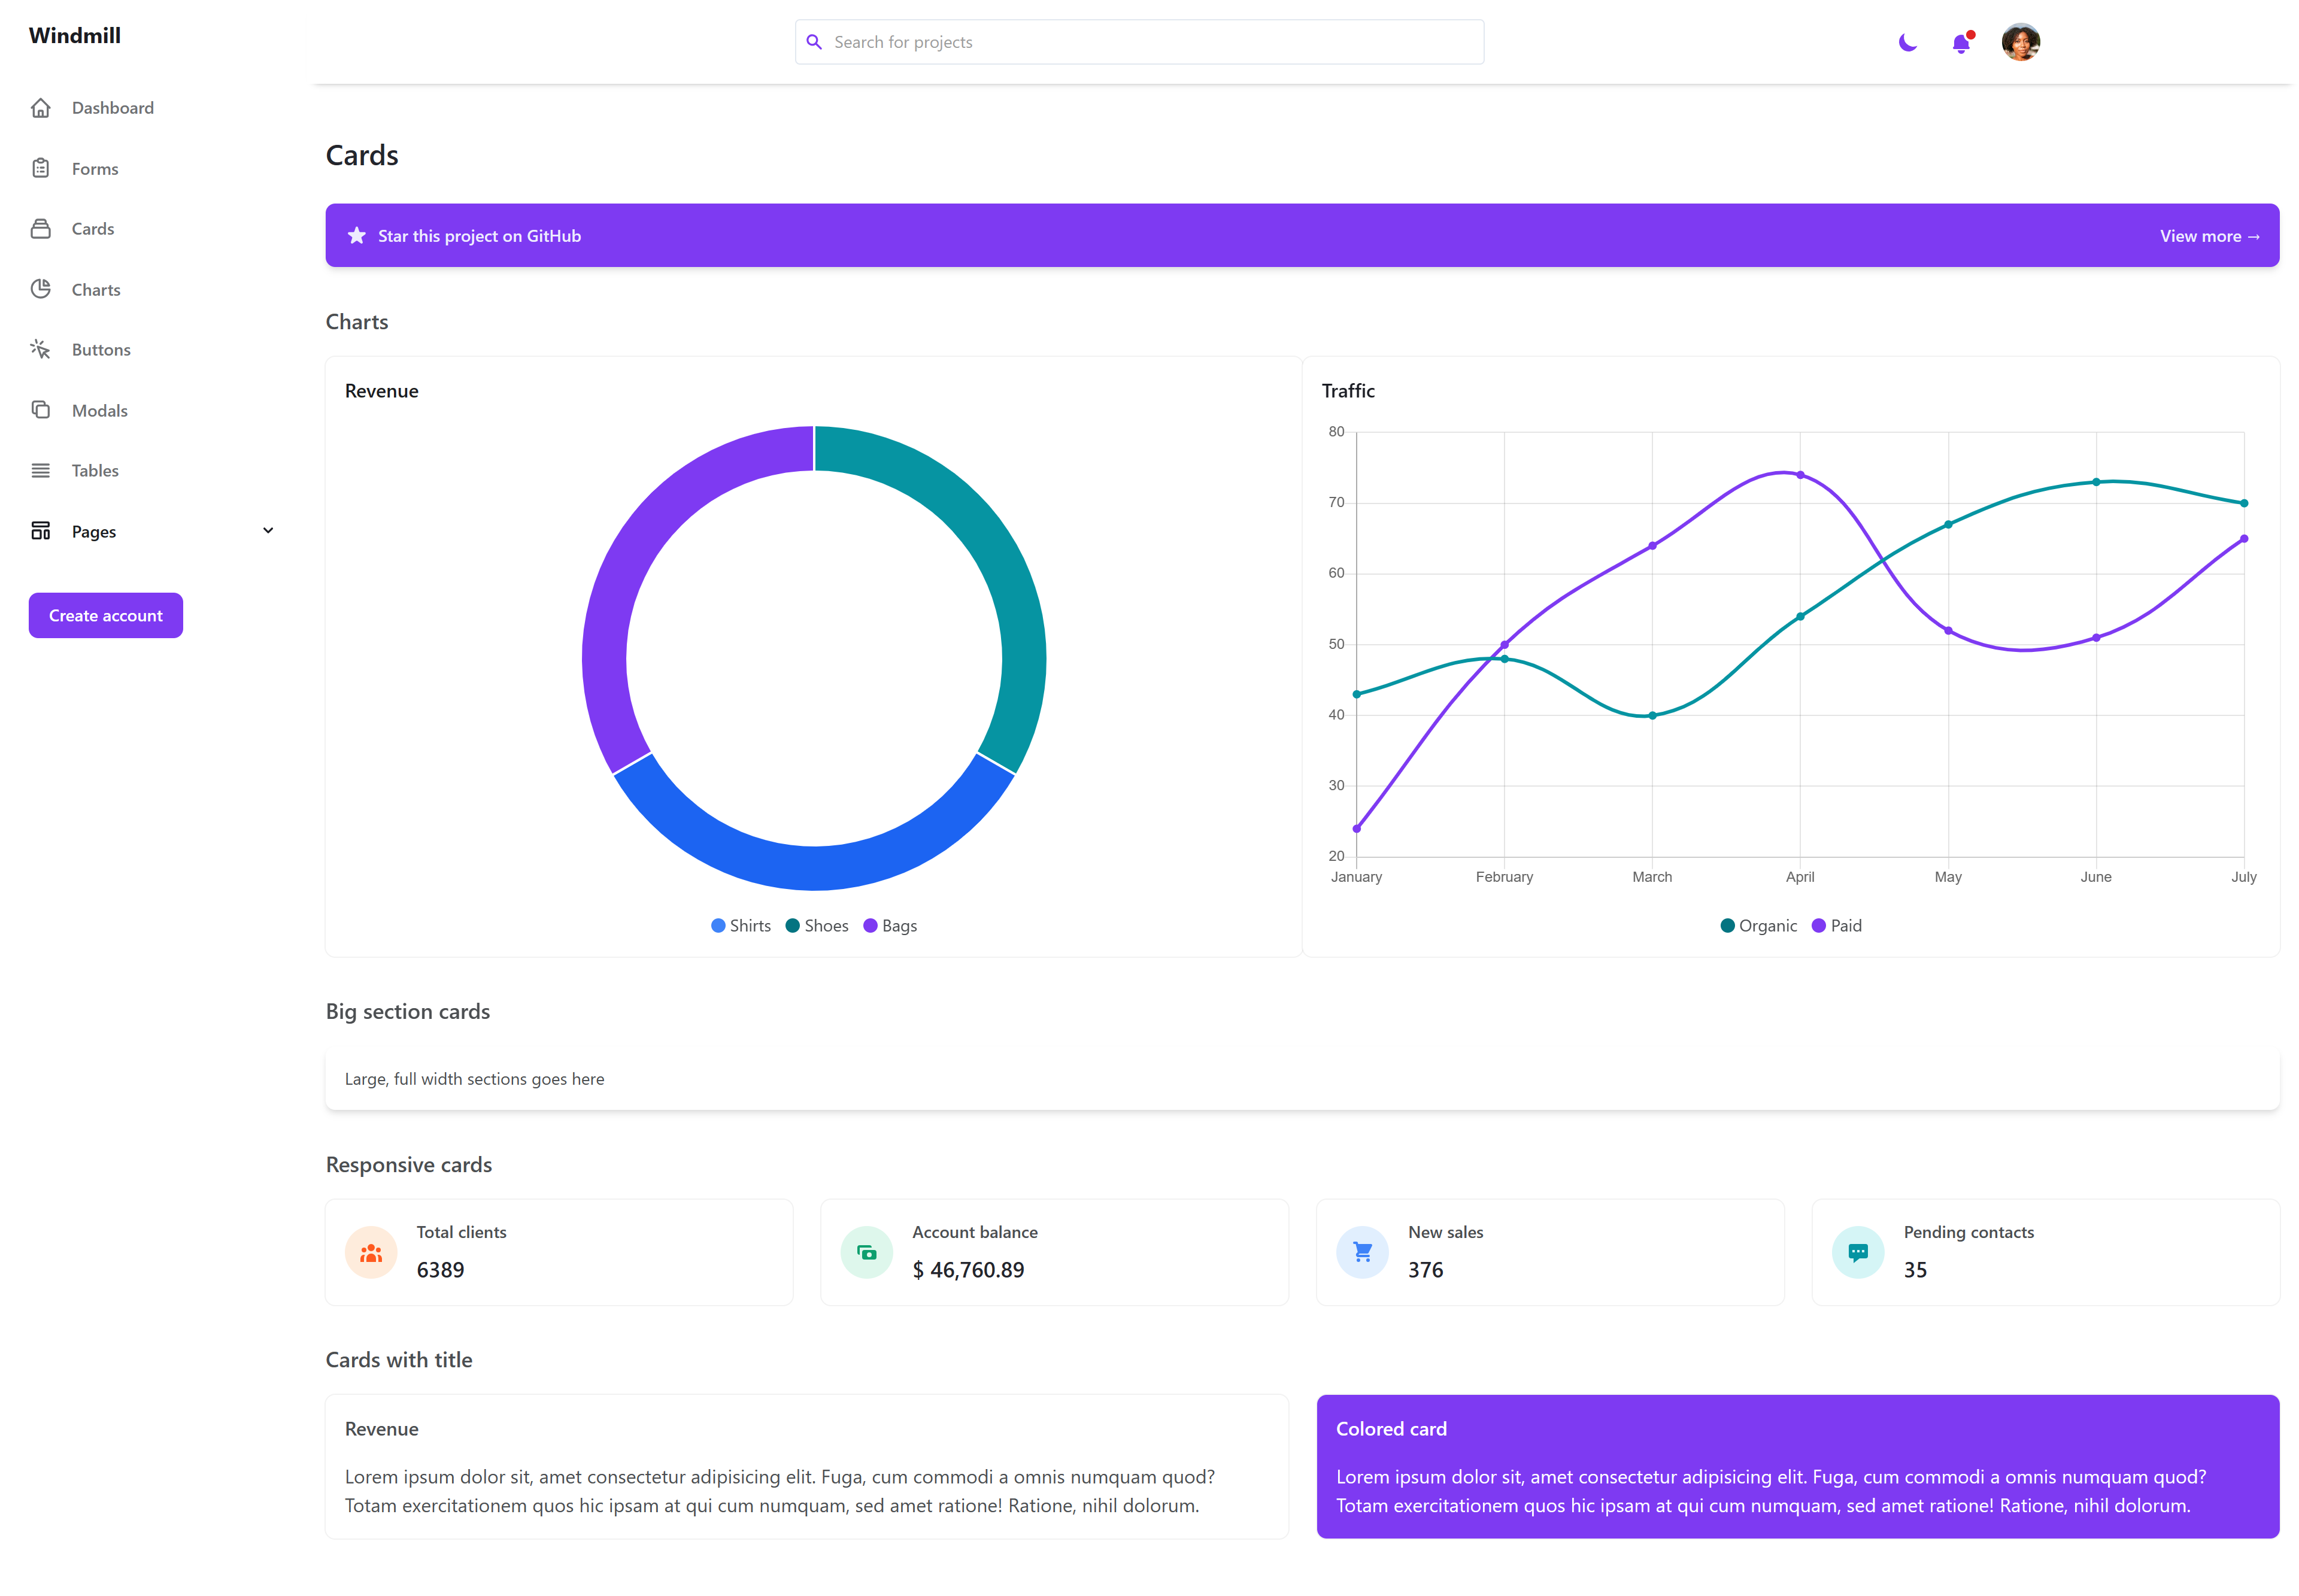 Windmill
Search for projects
Dashboard
Forms
Cards
Charts
Buttons
Modals
Tables
Pages
Create account
Cards
Star this project on GitHub
View more →
Charts
Revenue
Shirts Shoes Bags
Traffic
80
70
60
50
40
30
20
January February March April May June July
Organic Paid
Big section cards
Large, full width sections goes here
Responsive cards
Total clients
6389
Account balance
$ 46,760.89
New sales
376
Pending contacts
35
Cards with title
Revenue
Lorem ipsum dolor sit, amet consectetur adipisicing elit. Fuga, cum commodi a omnis numquam quod?
Totam exercitationem quos hic ipsam at qui cum numquam, sed amet ratione! Ratione, nihil dolorum.
Colored card
Lorem ipsum dolor sit, amet consectetur adipisicing elit. Fuga, cum commodi a omnis numquam quod?
Totam exercitationem quos hic ipsam at qui cum numquam, sed amet ratione! Ratione, nihil dolorum.